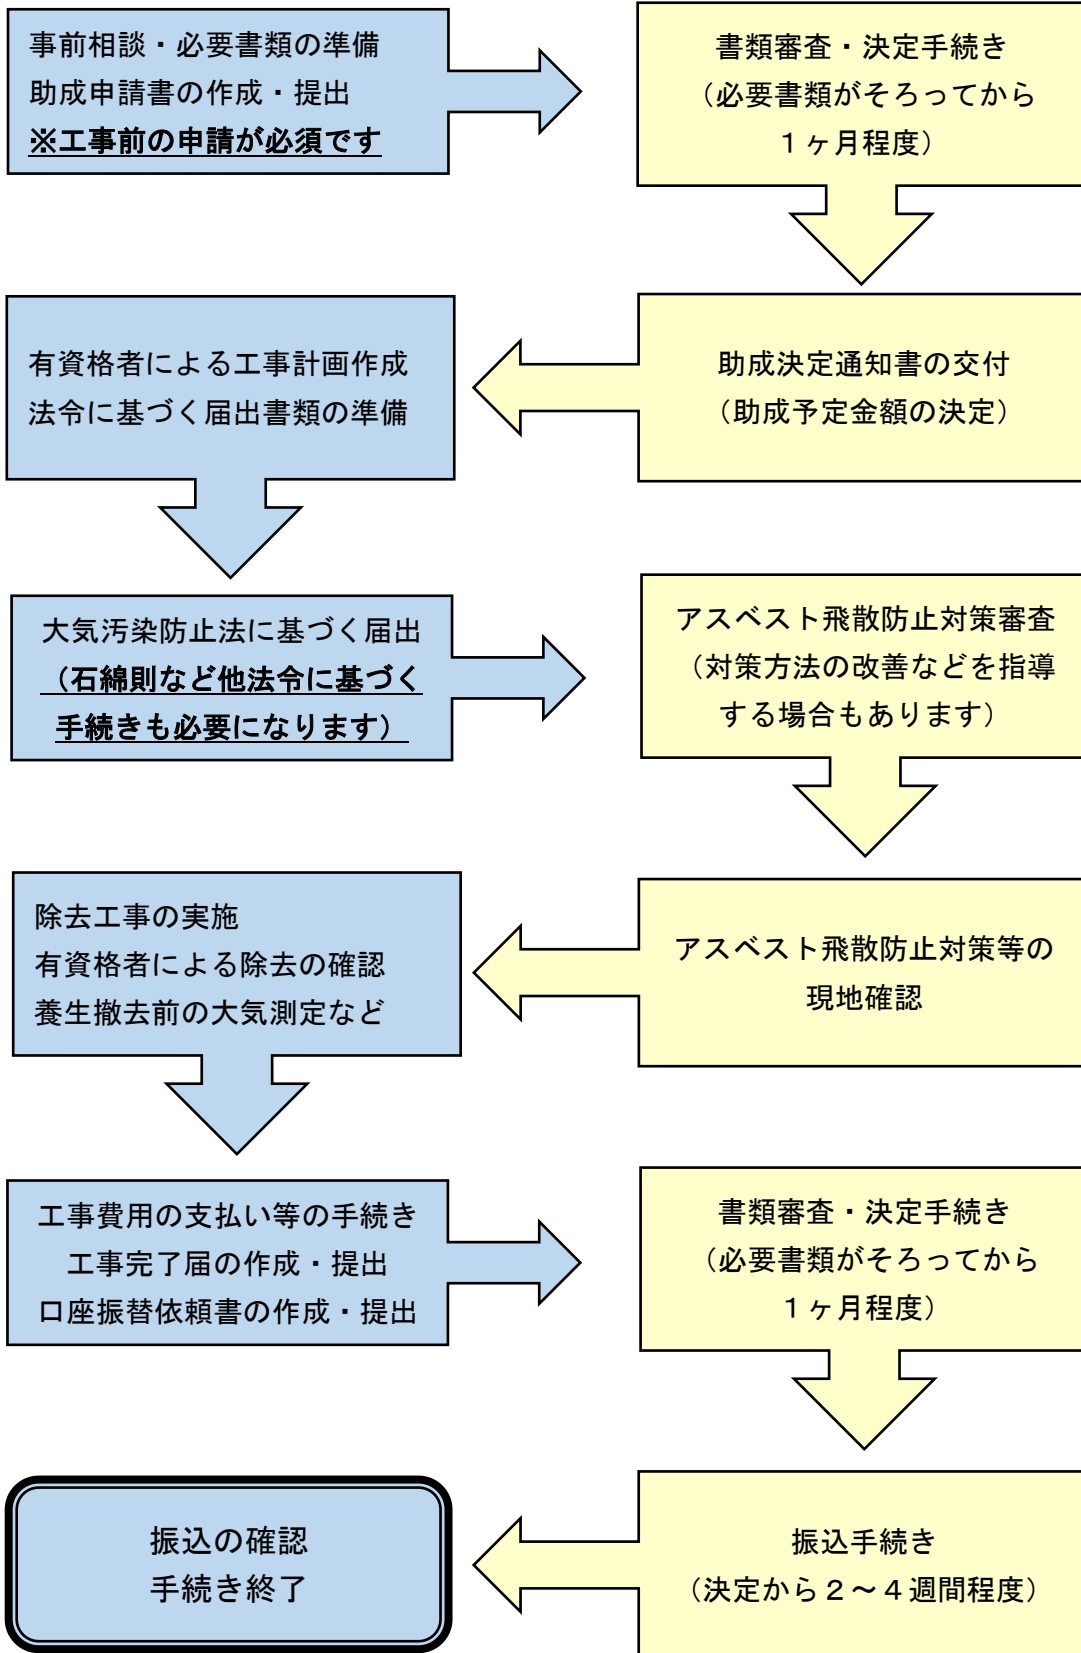 事前相談・必要書類の準備
助成申請書の作成・提出
※工事前の申請が必須です
書類審査・決定手続き
（必要書類がそろってから
１ヶ月程度）
助成決定通知書の交付
（助成予定金額の決定）
有資格者による工事計画作成
法令に基づく届出書類の準備
大気汚染防止法に基づく届出
（石綿則など他法令に基づく
手続きも必要になります）
アスベスト飛散防止対策審査
（対策方法の改善などを指導
する場合もあります）
アスベスト飛散防止対策等の
現地確認
除去工事の実施
有資格者による除去の確認
養生撤去前の大気測定など
工事費用の支払い等の手続き
工事完了届の作成・提出
口座振替依頼書の作成・提出
書類審査・決定手続き
（必要書類がそろってから
１ヶ月程度）
振込手続き
（決定から２～４週間程度）
振込の確認
手続き終了